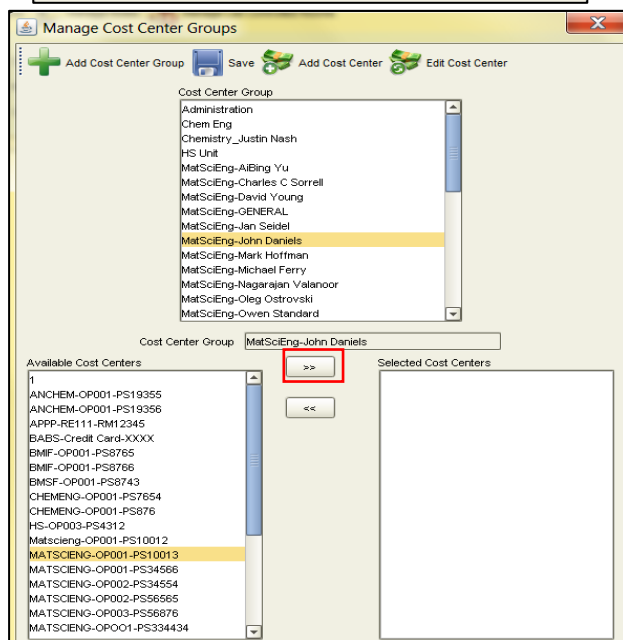 Manage Cost Center Groups
Add Cost Center Group Save Add Cost Center Edit Cost Center
Cost Center Group
Administration
Chem Eng
Chemistry_Justin Nash
HS Unit
MatSciEng-AiBing Yu
MatSciEng-Charles C Sorrell
MatSciEng-David Young
MatSciEng-GENERAL
MatSciEng-Jan Seidel
MatSciEng-John Daniels
MatSciEng-Mark Hoffman
MatSciEng-Michael Ferry
MatSciEng-Nagarajan Valanoor
MatSciEng-Oleg Ostrovski
MatSciEng-Owen Standard
Cost Center Group MatSciEng-John Daniels
Available Cost Centers >> Selected Cost Centers
1
ANCHEM-OP001-PS19355
ANCHEM-OP001-PS19356
APPP-RE111-RM12345 <<
BABS-Credit Card-XXXX
BMIF-OP001-PS8765
BMIF-OP001-PS8766
BMSF-OP001-PS8743
CHEMENG-OP001-PS7654
CHEMENG-OP001-PS876
HS-OP003-PS4312
Matscieng-OP001-PS10012
MATSCIENG-OP001-PS10013
MATSCIENG-OP001-PS34566
MATSCIENG-OP002-PS34554
MATSCIENG-OP002-PS56565
MATSCIENG-OP003-PS56876
MATSCIENG-OPOO1-PS334434